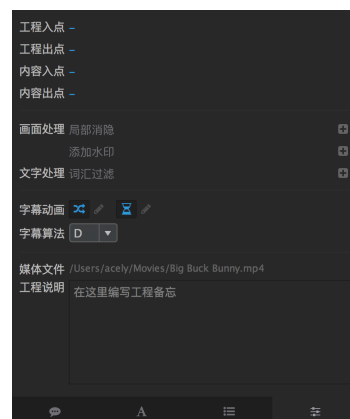 工程入点 –
工程出点 –
内容入点 –
内容出点 –
画面处理 局部消隐
添加水印
文字处理 词汇过滤
字幕动画
字幕算法 D
媒体文件 /Users/acely/Movies/Big Buck Bunny.mp4
工程说明 在这里编写工程备忘
A